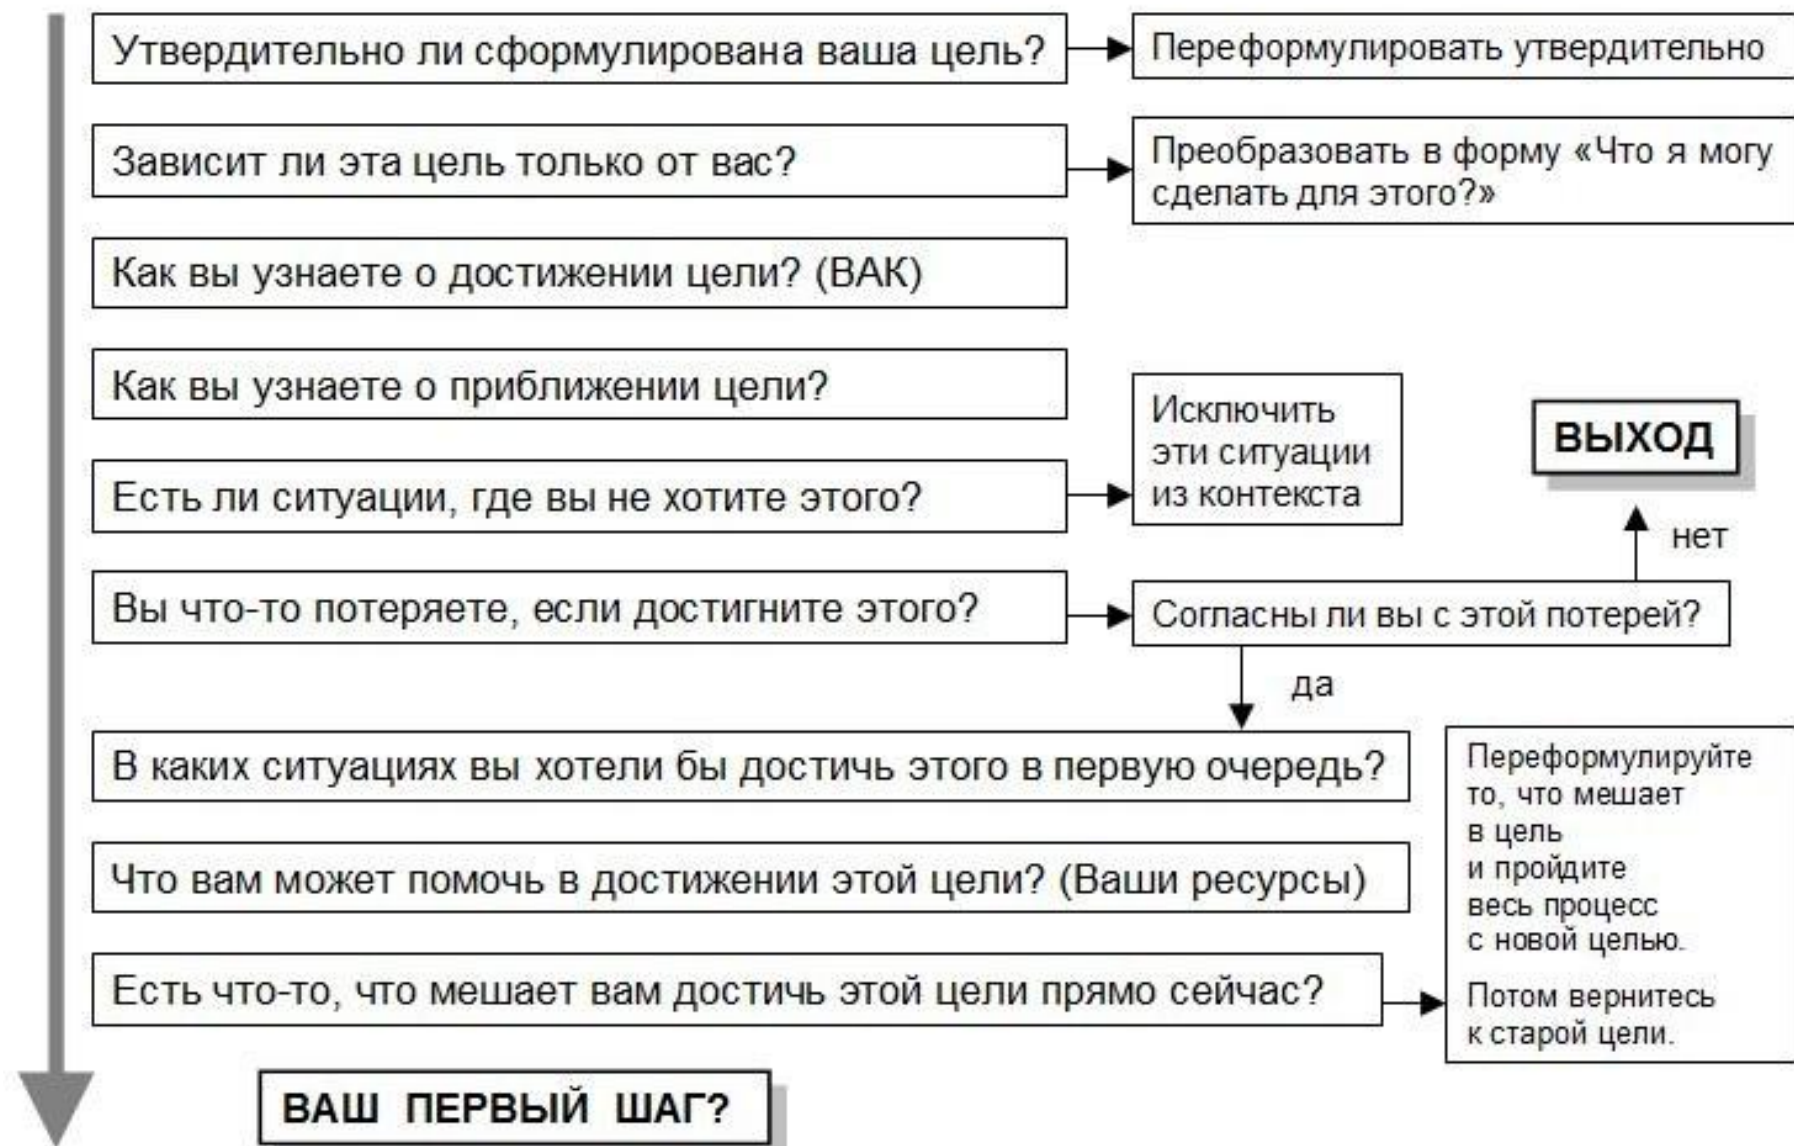 Утвердительно ли сформулирована ваша цель?
Переформулировать утвердительно
Зависит ли эта цель только от вас?
Преобразовать в форму «Что я могу
сделать для этого?»
Как вы узнаете о достижении цели? (ВАК)
Как вы узнаете о приближении цели?
Есть ли ситуации, где вы не хотите этого?
Исключить
эти ситуации
из контекста
ВЫХОД
нет
Вы что-то потеряете, если достигните этого?
Согласны ли вы с этой потерей?
да
В каких ситуациях вы хотели бы достичь этого в первую очередь?
Что вам может помочь в достижении этой цели? (Ваши ресурсы)
Есть что-то, что мешает вам достичь этой цели прямо сейчас?
Переформулируйте
то, что мешает
в цель
и пройдите
весь процесс
с новой целью.
Потом вернитесь
к старой цели.
ВАШ ПЕРВЫЙ ШАГ?